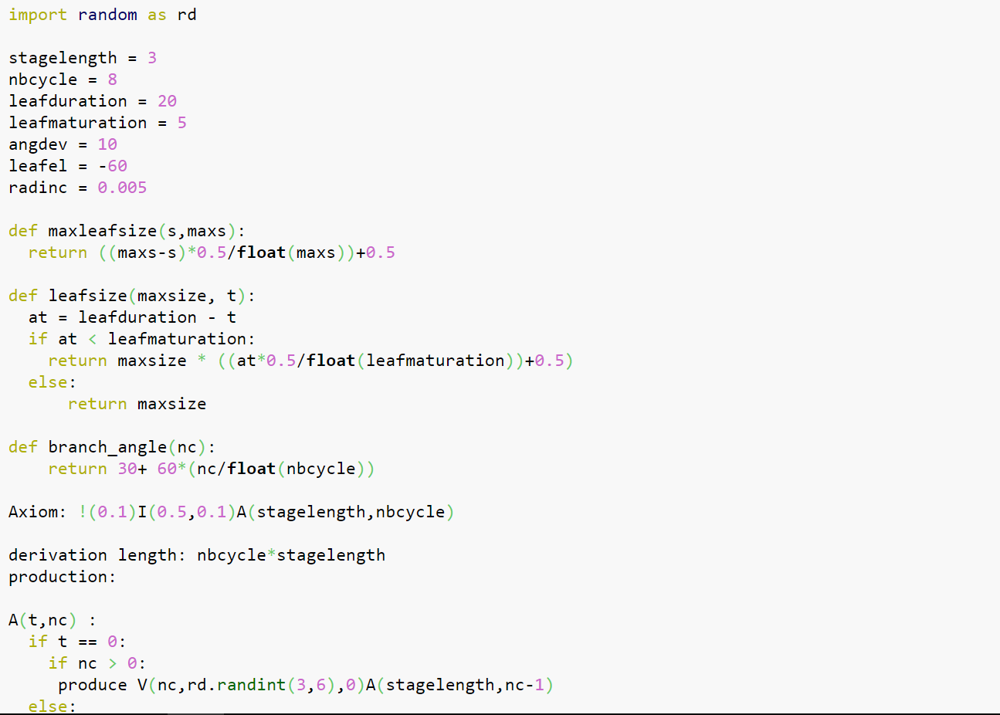 import random as rd
stagelength = 3
nbcycle = 8
leafduration = 20
leafmaturation = 5
angdev = 10
leafel = -60
radinc = 0.005
def maxleafsize(s,maxs):
return ((maxs-s)*0.5/float(maxs))+0.5
def leafsize(maxsize, t):
at = leafduration - t
if at < leafmaturation:
return maxsize * ((at*0.5/float(leafmaturation))+0.5)
else:
return maxsize
def branch_angle(nc):
return 30+ 60*(nc/float(nbcycle))
Axiom: !(0.1)I(0.5,0.1)A(stagelength,nbcycle)
derivation length: nbcycle*stagelength
production:
A(t,nc) :
if t == 0:
if nc > 0:
produce V(nc,rd.randint(3,6),0)A(stagelength,nc-1)
else: